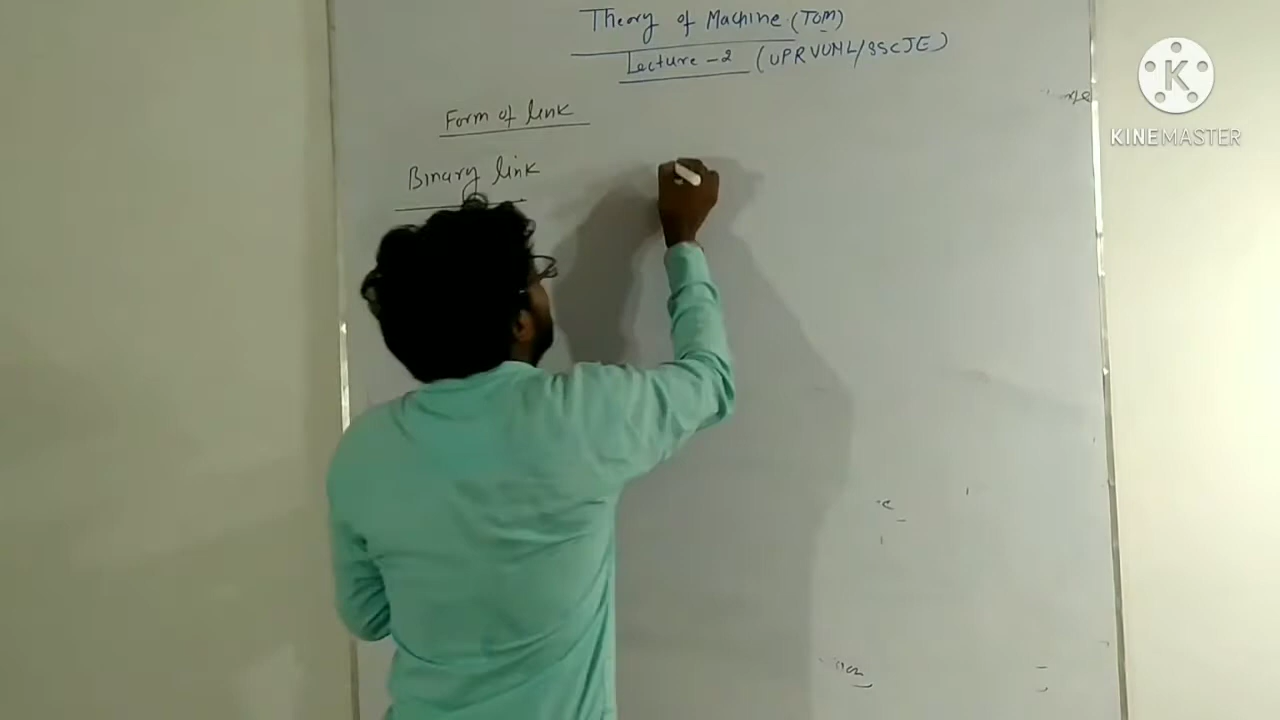 Theory of Machine (TOM)
Lecture - 2 (UPRVUNL/SSCJE)
Form of link
Binary link
KINEMASTER